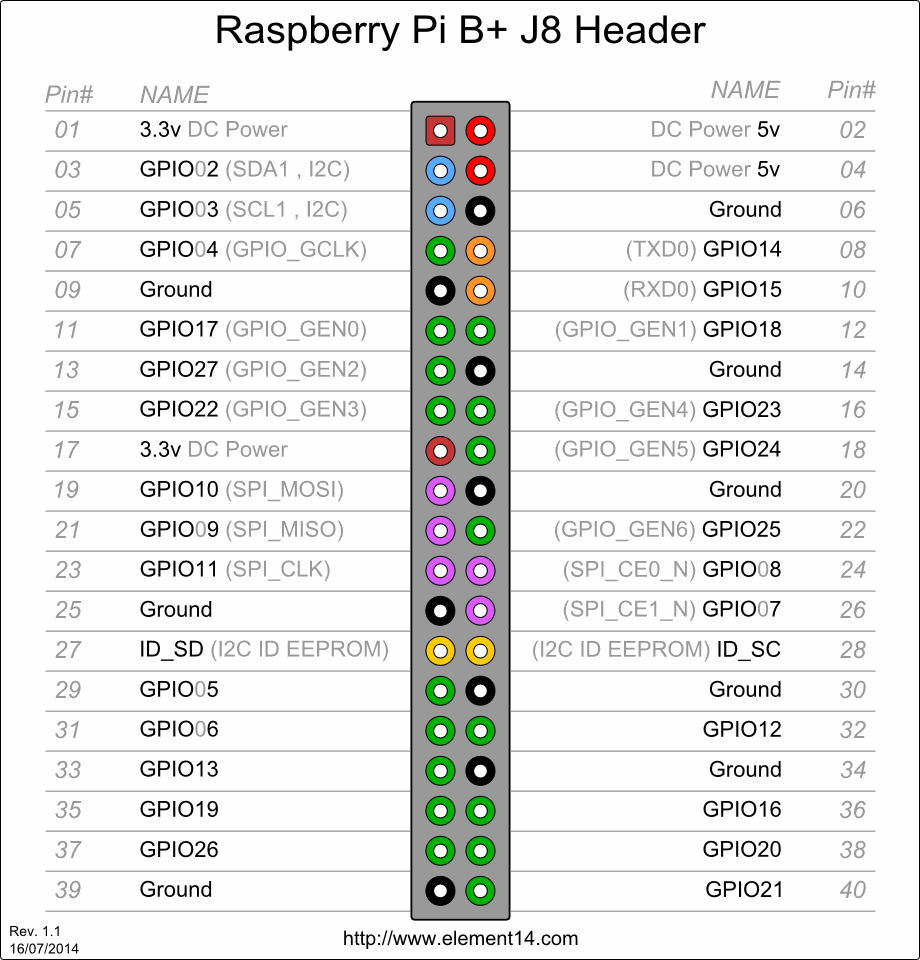 Raspberry Pi B+ J8 Header
Pin# NAME NAME Pin#
01 3.3v DC Power DC Power 5v 02
03 GPIO02 (SDA1 , I2C) DC Power 5v 04
05 GPIO03 (SCL1 , I2C) Ground 06
07 GPIO04 (GPIO_GCLK) (TXD0) GPIO14 08
09 Ground (RXD0) GPIO15 10
11 GPIO17 (GPIO_GEN0) (GPIO_GEN1) GPIO18 12
13 GPIO27 (GPIO_GEN2) Ground 14
15 GPIO22 (GPIO_GEN3) (GPIO_GEN4) GPIO23 16
17 3.3v DC Power (GPIO_GEN5) GPIO24 18
19 GPIO10 (SPI_MOSI) Ground 20
21 GPIO09 (SPI_MISO) (GPIO_GEN6) GPIO25 22
23 GPIO11 (SPI_CLK) (SPI_CE0_N) GPIO08 24
25 Ground (SPI_CE1_N) GPIO07 26
27 ID_SD (I2C ID EEPROM) (I2C ID EEPROM) ID_SC 28
29 GPIO05 Ground 30
31 GPIO06 GPIO12 32
33 GPIO13 Ground 34
35 GPIO19 GPIO16 36
37 GPIO26 GPIO20 38
39 Ground GPIO21 40
Rev. 1.1
16/07/2014
http://www.element14.com